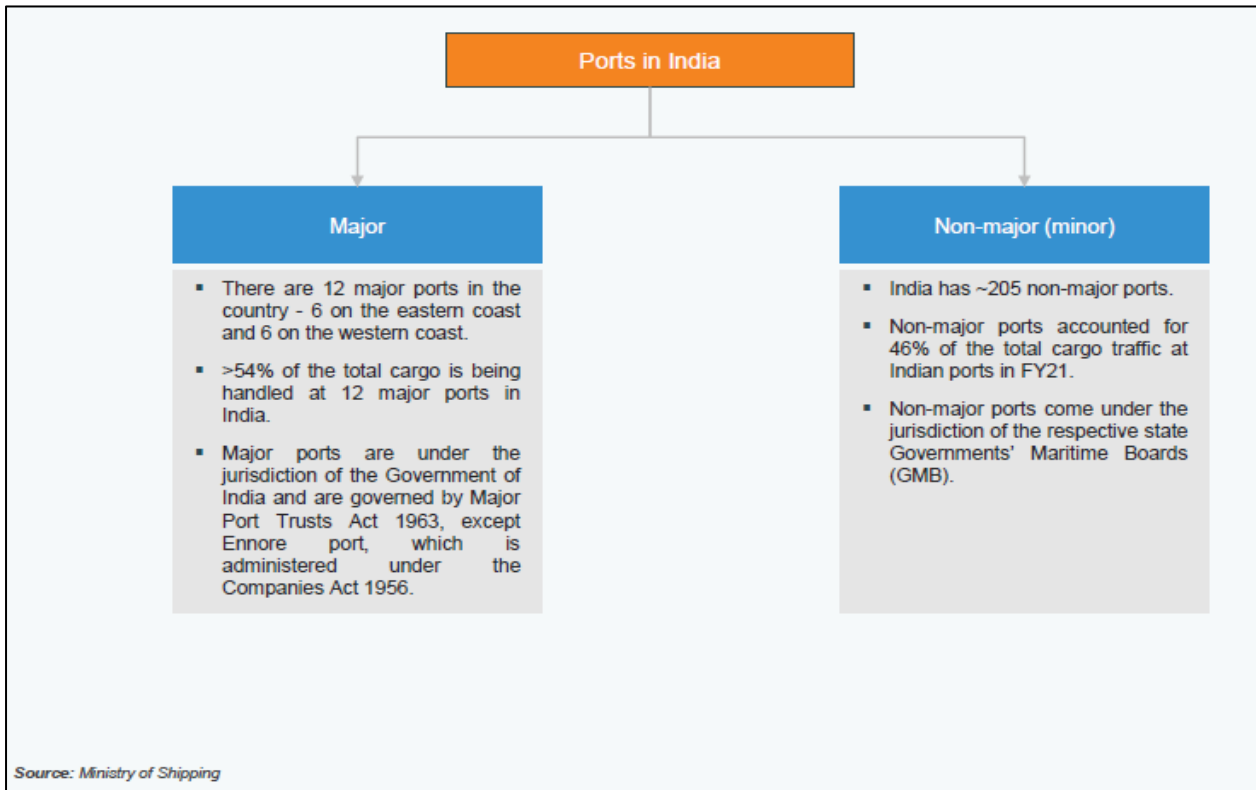 Ports in India
Major
▪ There are 12 major ports in the
country - 6 on the eastern coast
and 6 on the western coast.
▪ >54% of the total cargo is being
handled at 12 major ports in
India.
▪ Major ports are under the
jurisdiction of the Government of
India and are governed by Major
Port Trusts Act 1963, except
Ennore port, which is
administered under the
Companies Act 1956.
Non-major (minor)
▪ India has ~205 non-major ports.
▪ Non-major ports accounted for
46% of the total cargo traffic at
Indian ports in FY21.
▪ Non-major ports come under the
jurisdiction of the respective state
Governments’ Maritime Boards
(GMB).
Source: Ministry of Shipping